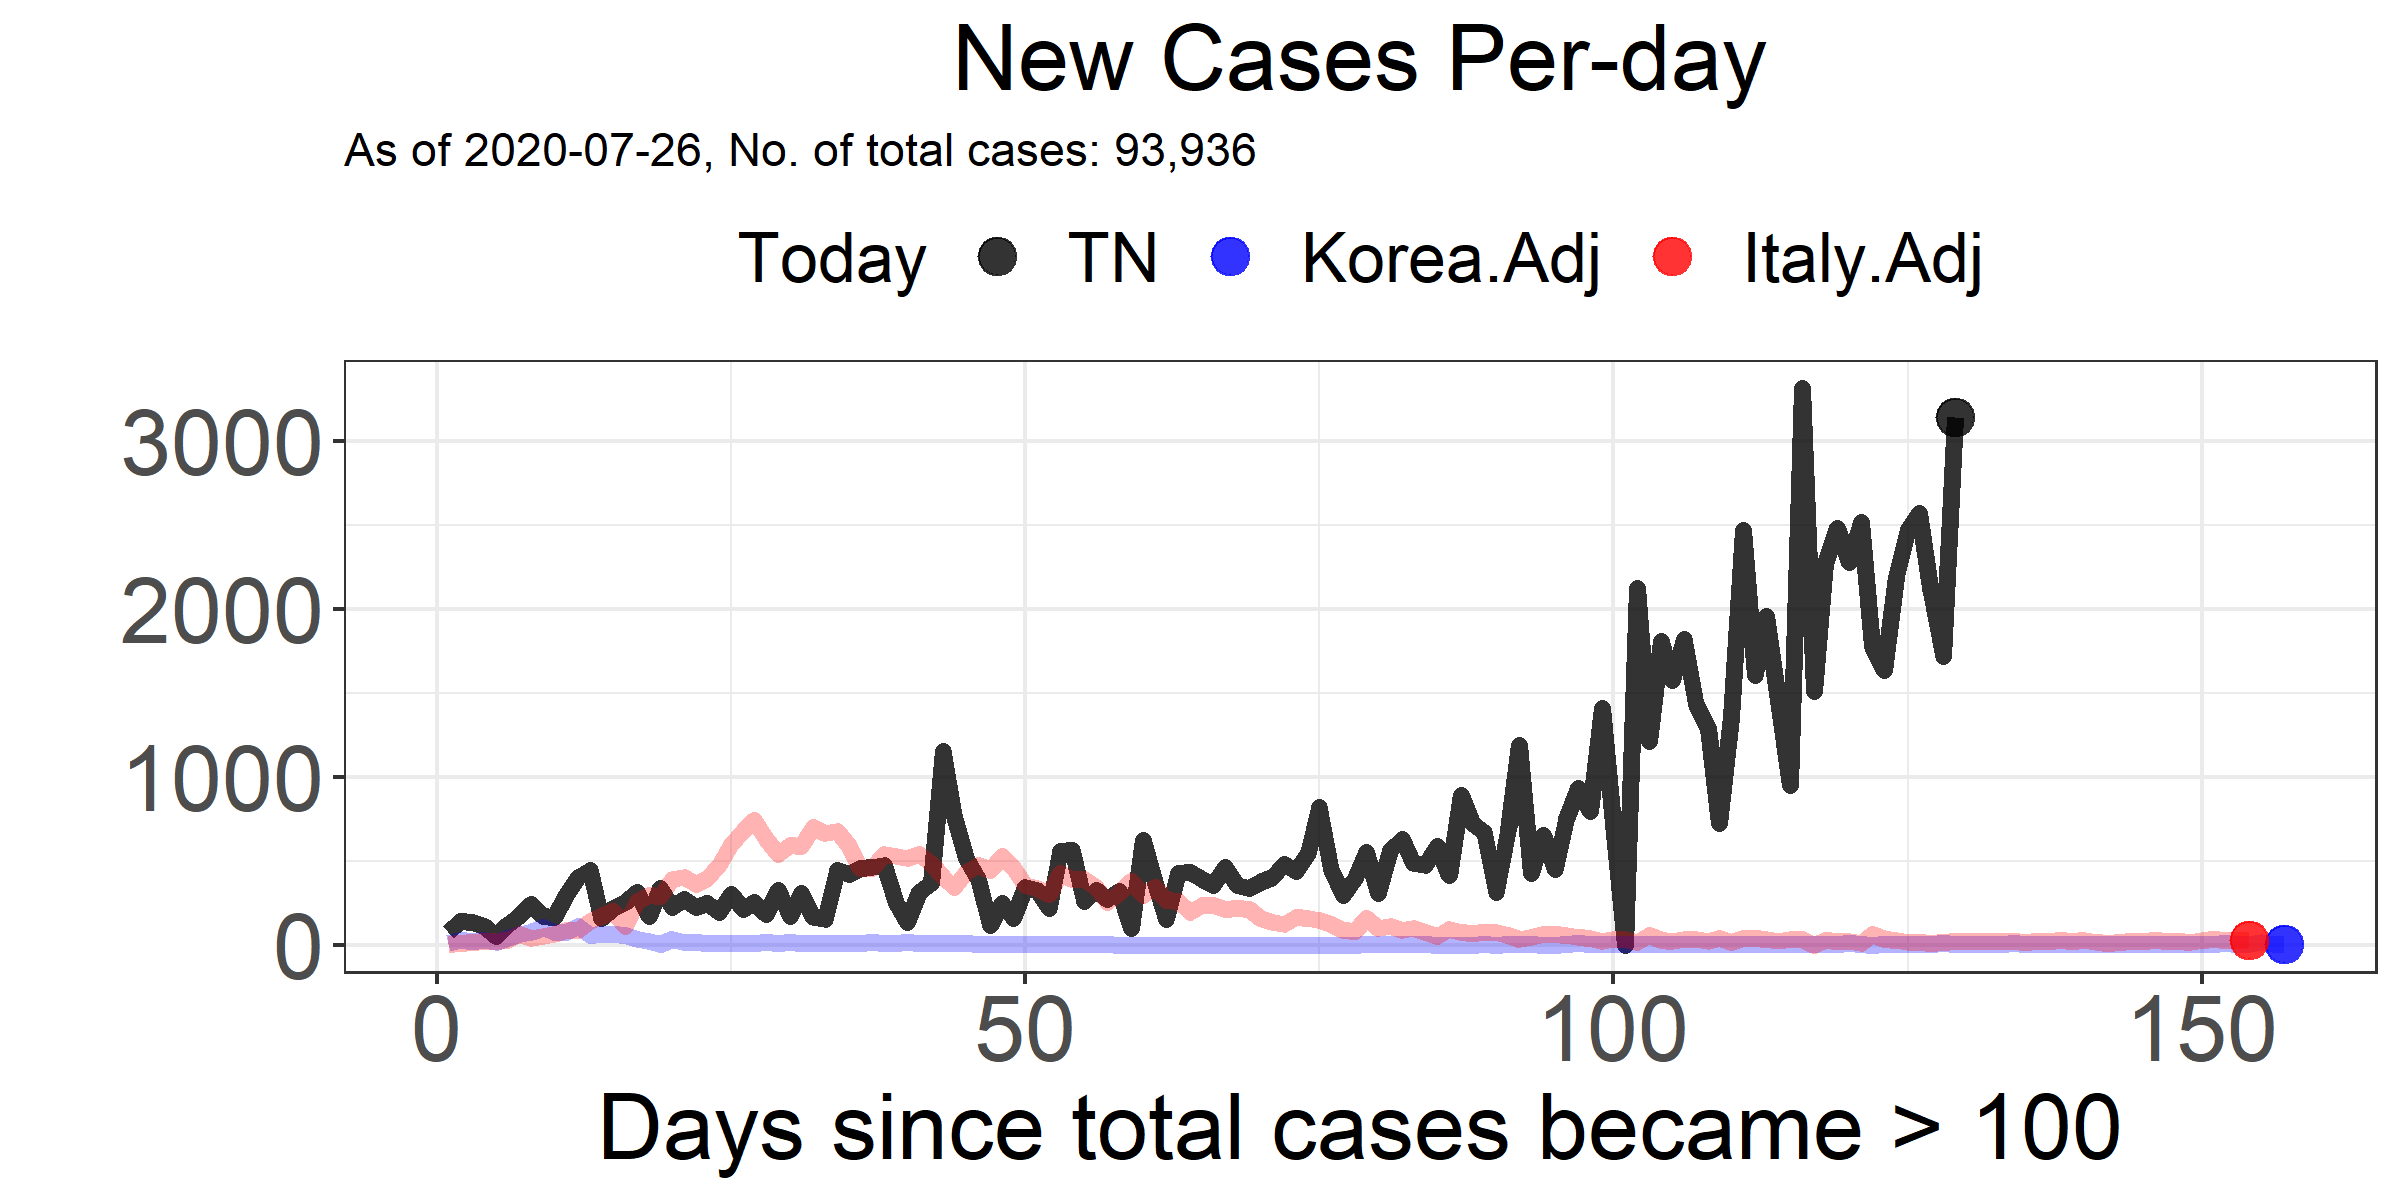 New Cases Per-day
As of 2020-07-26, No. of total cases: 93,936
Today TN Korea.Adj Italy.Adj
3000
2000
1000
0
0 50 100 150
Days since total cases became > 100